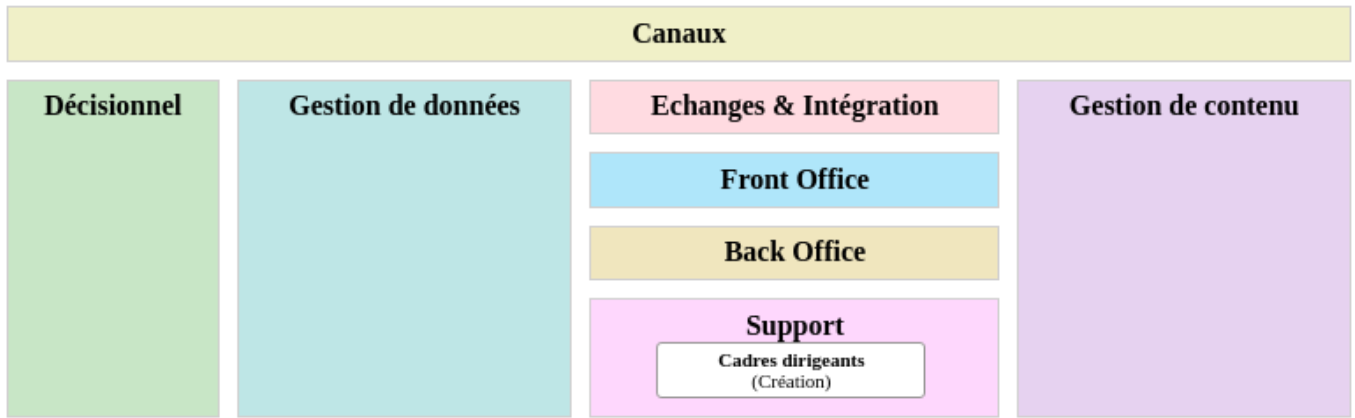 Canaux
Décisionnel
Gestion de données
Echanges & Intégration
Gestion de contenu
Front Office
Back Office
Support
Cadres dirigeants
(Création)